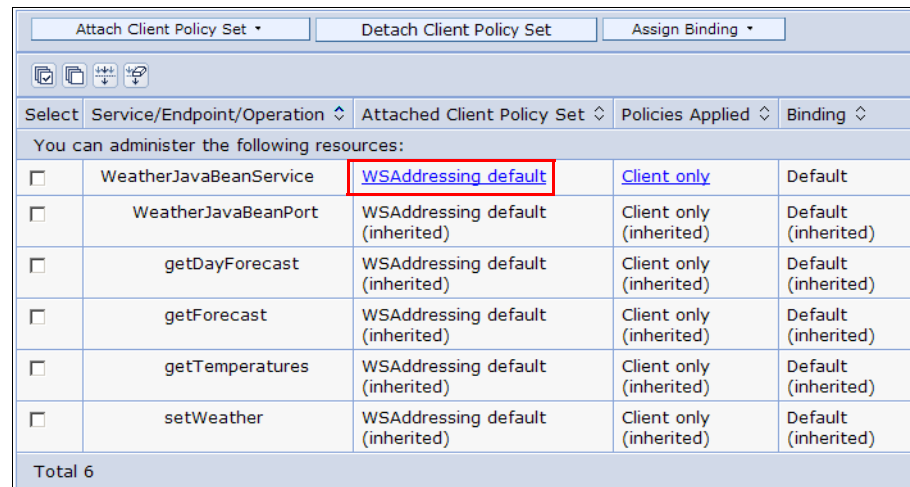 Attach Client Policy Set
Detach Client Policy Set
Assign Binding
Select Service/Endpoint/Operation Attached Client Policy Set Policies Applied Binding
You can administer the following resources:
WeatherJavaBeanService WSAddressing default Client only Default
WeatherJavaBeanPort WSAddressing default (inherited) Client only (inherited) Default (inherited)
getDayForecast WSAddressing default (inherited) Client only (inherited) Default (inherited)
getForecast WSAddressing default (inherited) Client only (inherited) Default (inherited)
getTemperatures WSAddressing default (inherited) Client only (inherited) Default (inherited)
setWeather WSAddressing default (inherited) Client only (inherited) Default (inherited)
Total 6